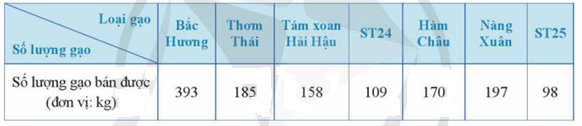 Loại gạo
Số lượng gạo
Bắc Hương
Thơm Thái
Tám xoan Hải Hậu
ST24
Hàm Châu
Nàng Xuân
ST25
Số lượng gạo bán được (đơn vị: kg)
393
185
158
109
170
197
98